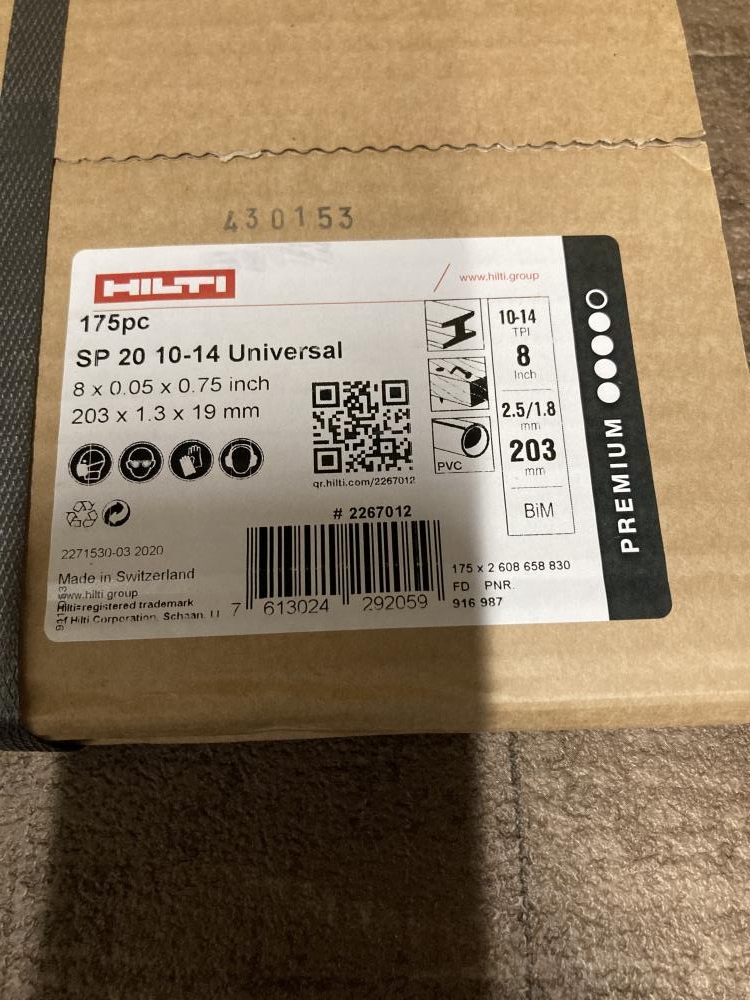 430153
HILTI
www.hilti.group
175pc
SP 20 10-14 Universal
8 x 0.05 x 0.75 inch
203 x 1.3 x 19 mm
qr.hilti.com/2267012
PVC
10-14
TPI
8
Inch
2.5/1.8
mm
203
mm
BiM
PREMIUM
# 2267012
2271530-03 2020
Made in Switzerland
www.hilti group
Hilti=registered trademark
of Hilti Corporation, Schaan, LI
7 613024 292059
175 x 2 608 658 830
FD PNR.
916 987